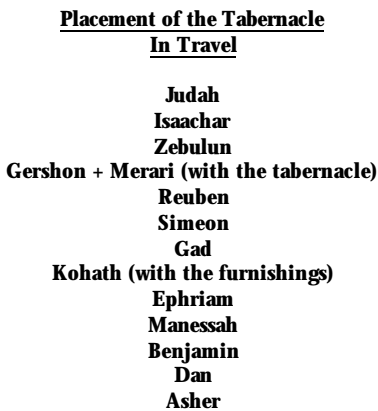 Placement of the Tabernacle
In Travel
Judah
Isaachar
Zebulun
Gershon + Merari (with the tabernacle)
Reuben
Simeon
Gad
Kohath (with the furnishings)
Ephriam
Manessah
Benjamin
Dan
Asher